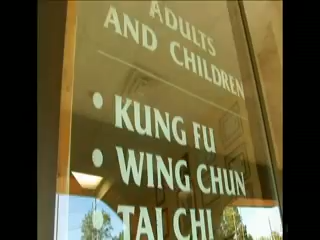 ADULTS
AND CHILDREN
• KUNG FU
• WING CHUN
• TAI CHI